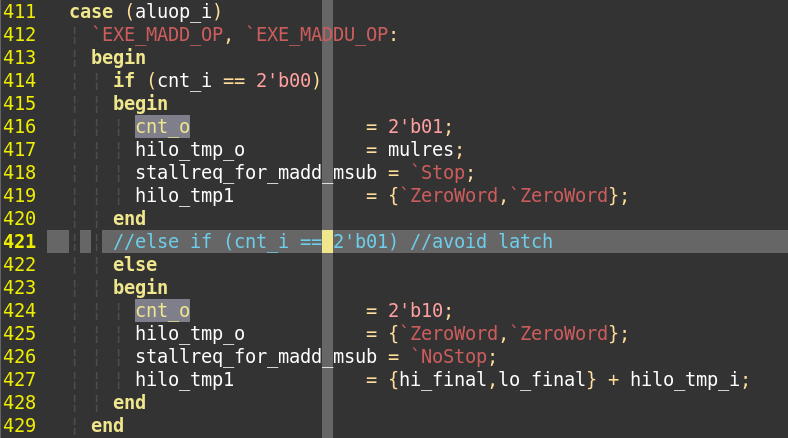 411 case (aluop_i)
412 `EXE_MADD_OP, `EXE_MADDU_OP:
413 begin
414 if (cnt_i == 2'b00)
415 begin
416 cnt_o = 2'b01;
417 hilo_tmp_o = mulres;
418 stallreq_for_madd_msub = `Stop;
419 hilo_tmp1 = {`ZeroWord,`ZeroWord};
420 end
421 //else if (cnt_i == 2'b01) //avoid latch
422 else
423 begin
424 cnt_o = 2'b10;
425 hilo_tmp_o = {`ZeroWord,`ZeroWord};
426 stallreq_for_madd_msub = `NoStop;
427 hilo_tmp1 = {hi_final,lo_final} + hilo_tmp_i;
428 end
429 end